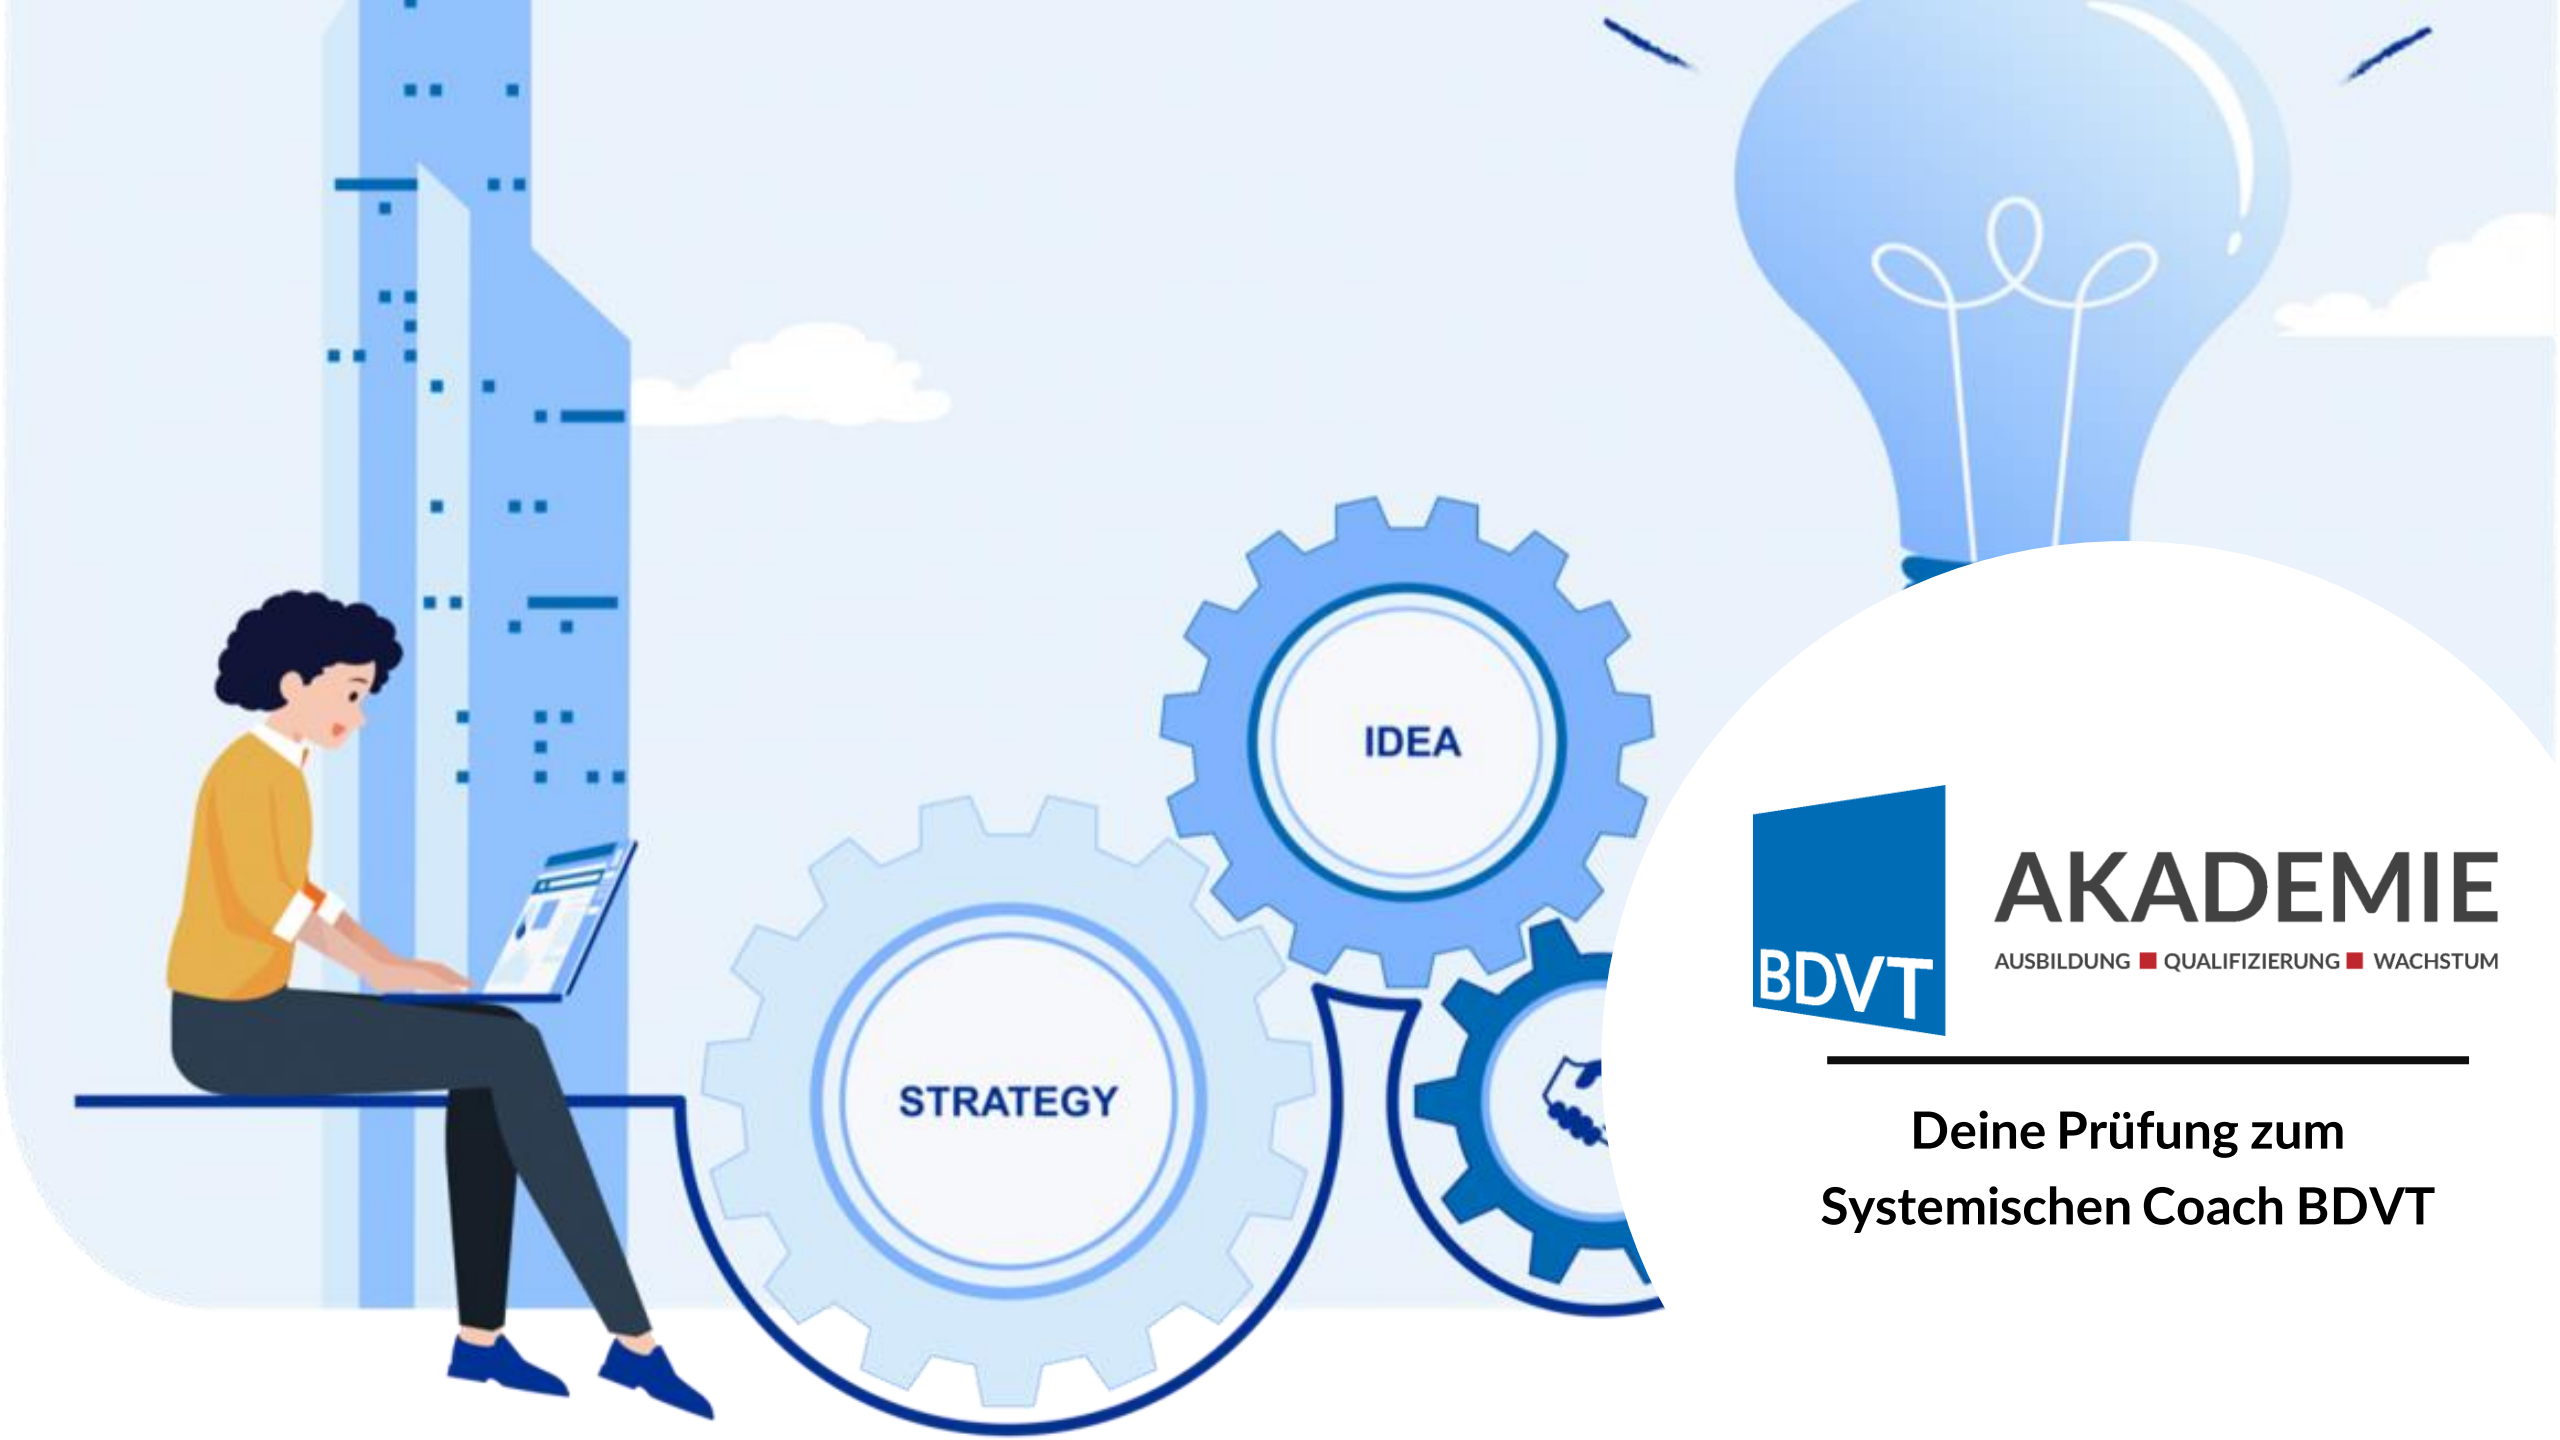 IDEA
STRATEGY
BDVT
AKADEMIE
AUSBILDUNG ■ QUALIFIZIERUNG ■ WACHSTUM
Deine Prüfung zum
Systemischen Coach BDVT